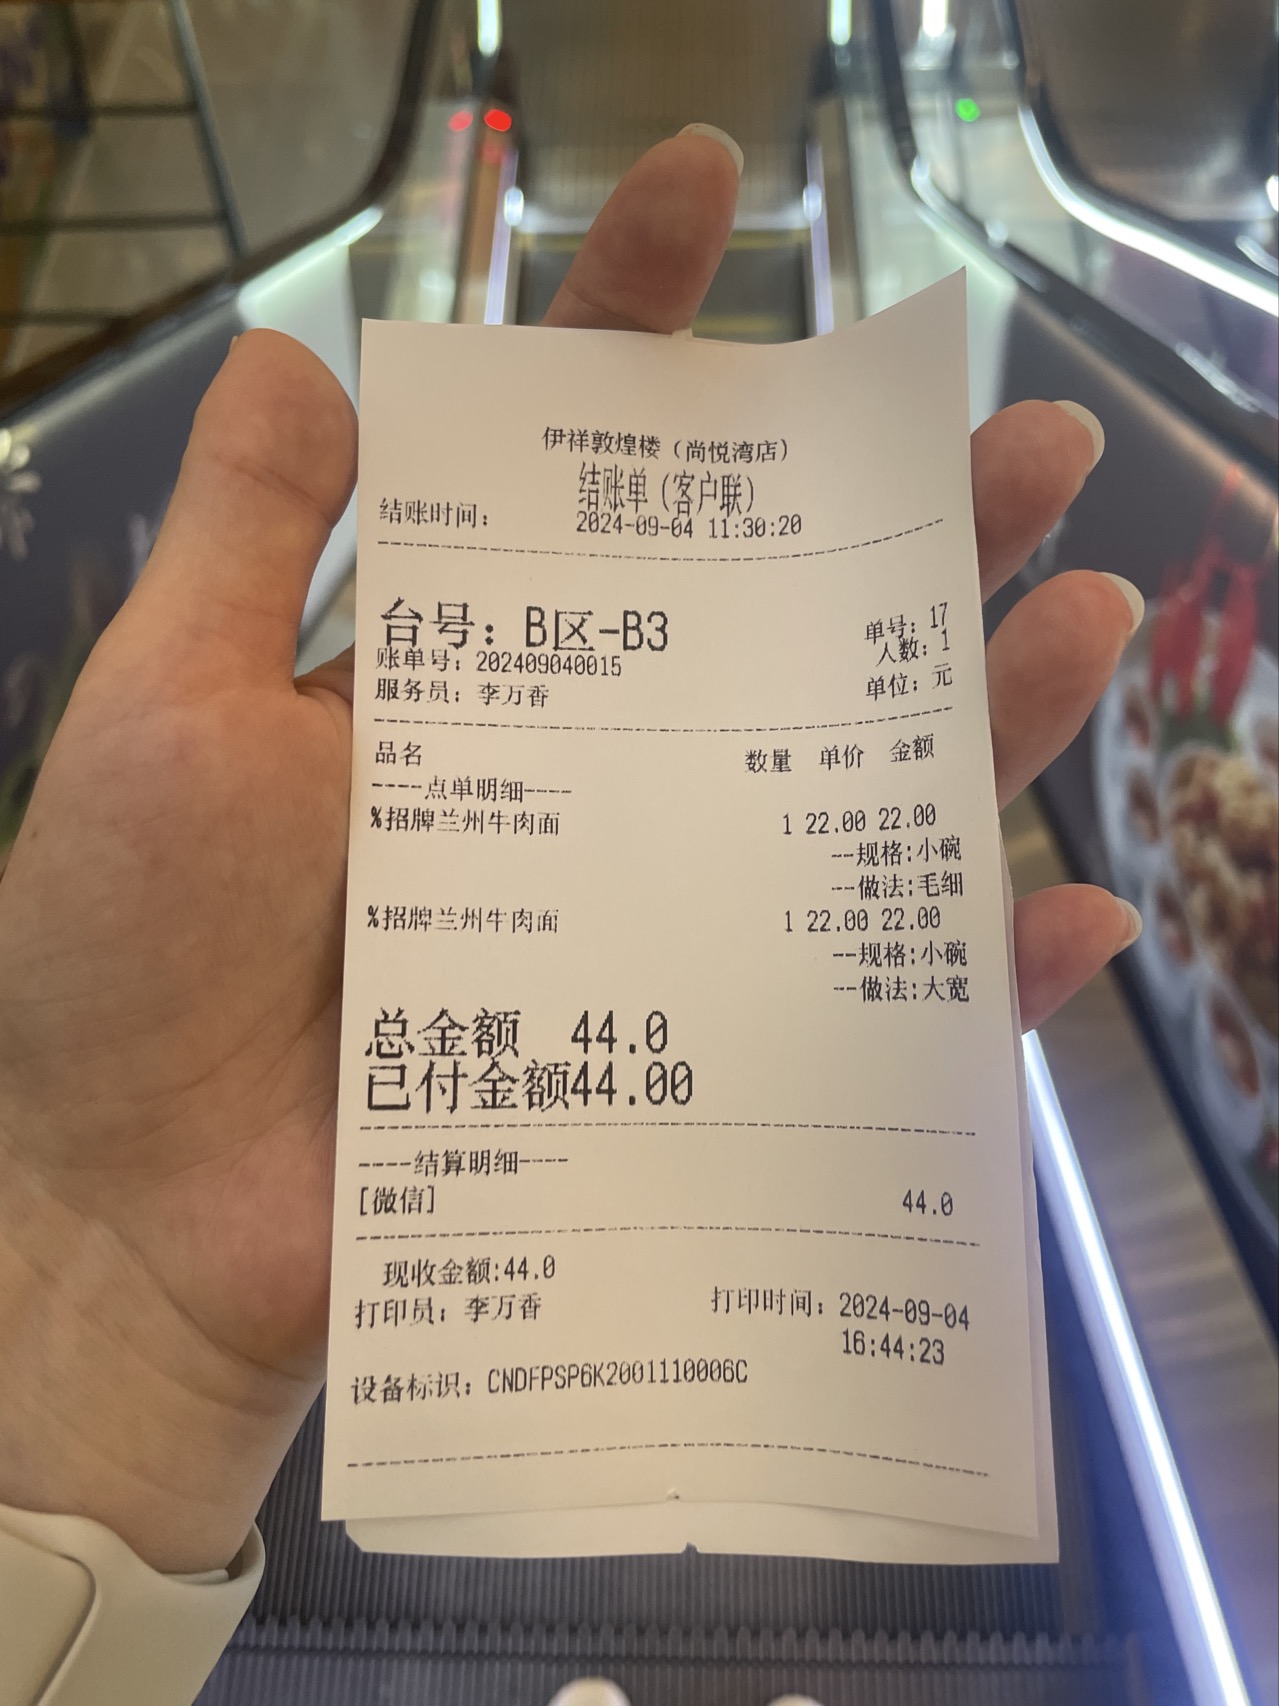 伊祥敦煌楼（尚悦湾店）
结账单（客户联）
结账时间： 2024-09-04 11:30:20
台号：B区-B3 单号：17
人数：1
账单号：202409040015
服务员：李万香 单位：元
品名 数量 单价 金额
----点单明细----
%招牌兰州牛肉面 1 22.00 22.00
--规格:小碗
--做法:毛细
%招牌兰州牛肉面 1 22.00 22.00
--规格:小碗
--做法:大宽
总金额 44.0
已付金额44.00
----结算明细----
[微信] 44.0
现收金额:44.0
打印员：李万香 打印时间：2024-09-04
16:44:23
设备标识：CNDFPSP6K2001110006C